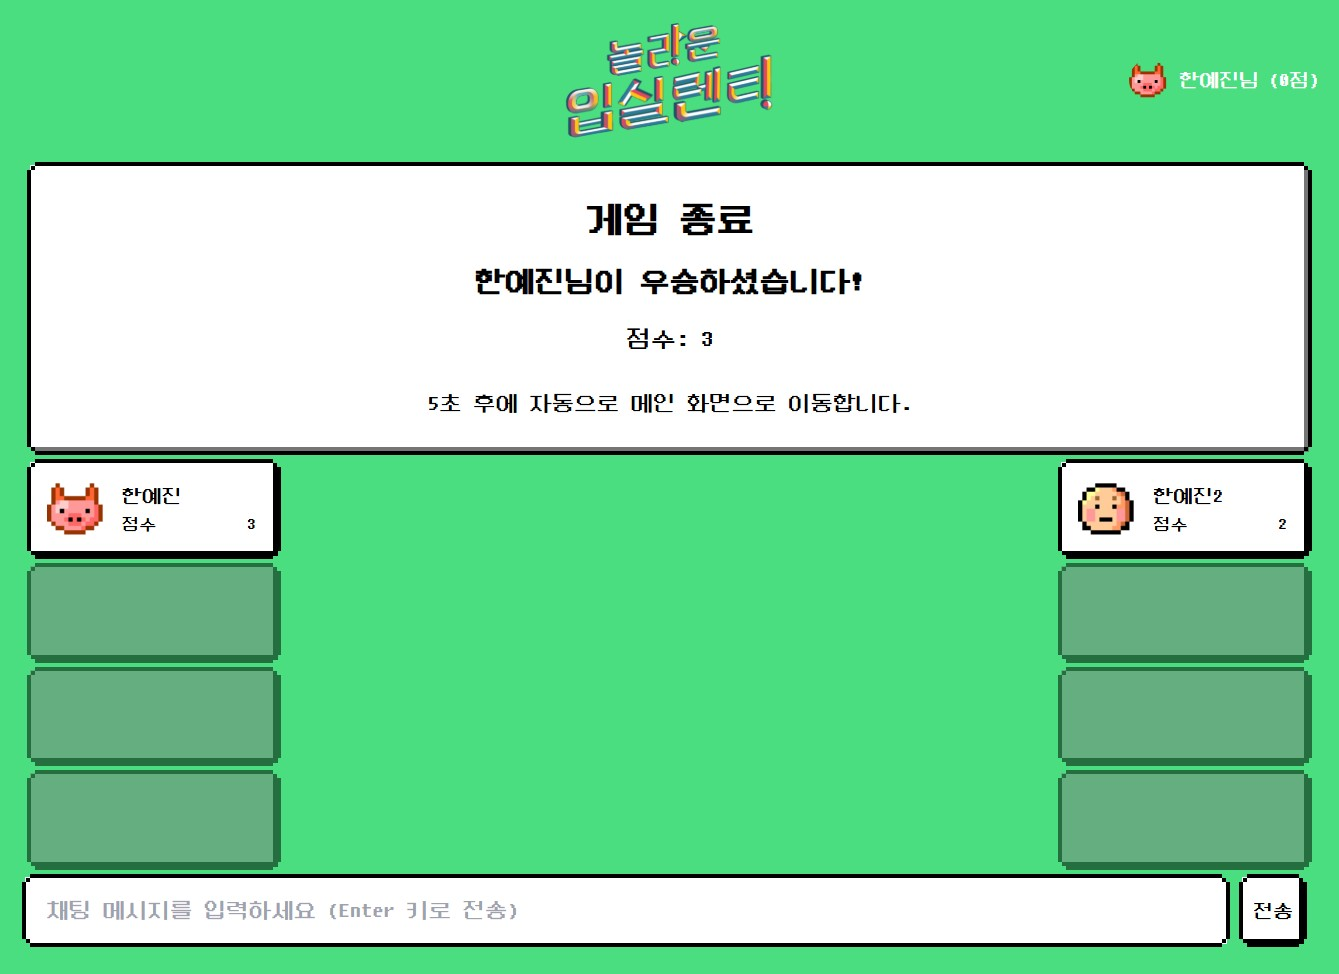 놀라운
입실렌티!
한예진님 (0점)
게임 종료
한예진님이 우승하셨습니다!
점수: 3
5초 후에 자동으로 메인 화면으로 이동합니다.
한예진
점수 3
한예진2
점수 2
채팅 메시지를 입력하세요 (Enter 키로 전송)
전송